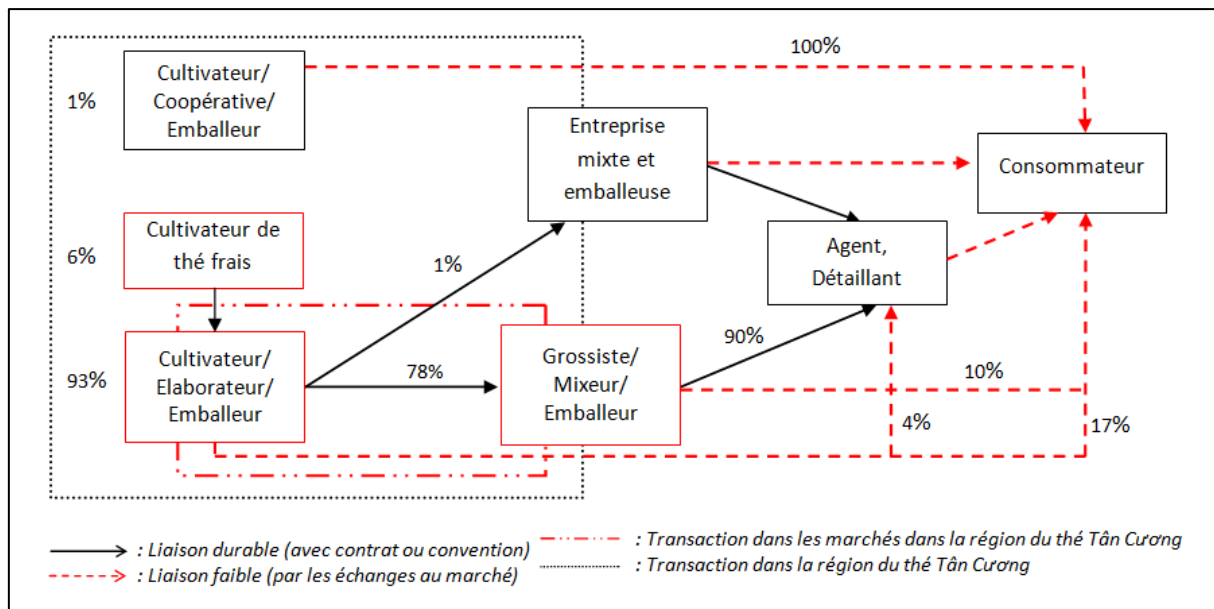 100%
1%
Cultivateur/
Coopérative/
Emballeur
Entreprise
mixte et
emballeuse
Consommateur
6%
Cultivateur de
thé frais
1%
Agent,
Détaillant
93%
Cultivateur/
Elaborateur/
Emballeur
78%
Grossiste/
Mixeur/
Emballeur
90%
10%
4%
17%
: Liaison durable (avec contrat ou convention)
: Liaison faible (par les échanges au marché)
: Transaction dans les marchés dans la région du thé Tân Cương
: Transaction dans la région du thé Tân Cương